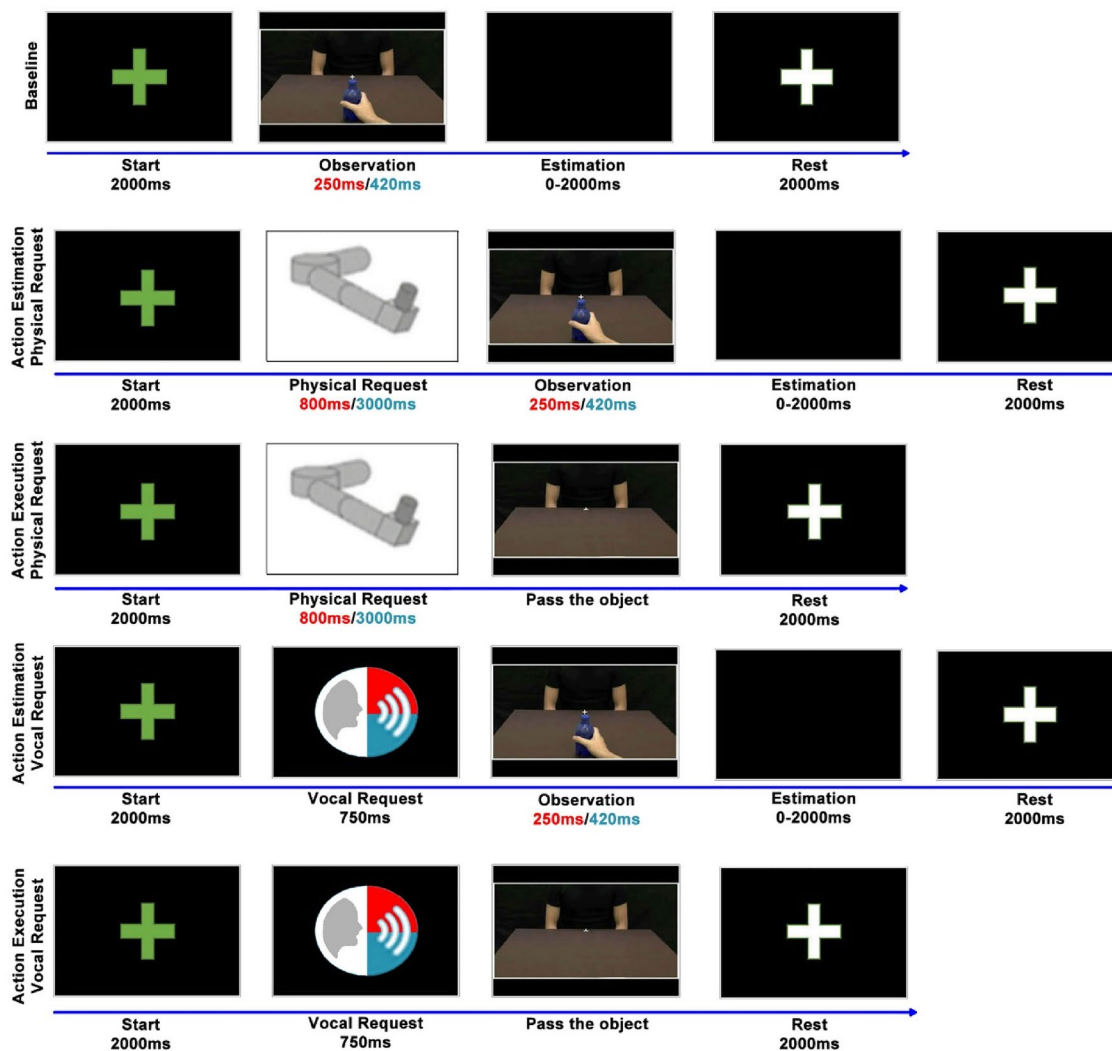 Baseline
Start
2000ms
Observation
250ms/420ms
Estimation
0-2000ms
Rest
2000ms
Action Estimation
Physical Request
Start
2000ms
Physical Request
800ms/3000ms
Observation
250ms/420ms
Estimation
0-2000ms
Rest
2000ms
Action Execution
Physical Request
Start
2000ms
Physical Request
800ms/3000ms
Pass the object
Rest
2000ms
Action Estimation
Vocal Request
Start
2000ms
Vocal Request
750ms
Observation
250ms/420ms
Estimation
0-2000ms
Rest
2000ms
Action Execution
Vocal Request
Start
2000ms
Vocal Request
750ms
Pass the object
Rest
2000ms